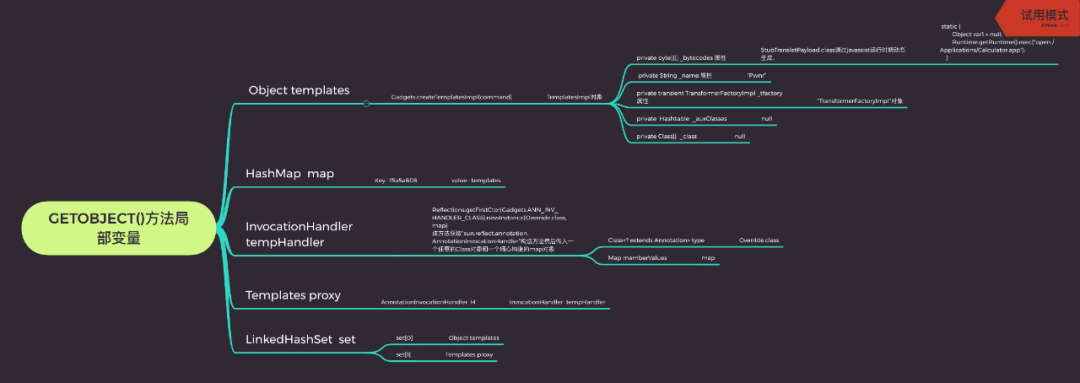 试用模式
XMind
static {
Object var1 = null;
Runtime.getRuntime().exec("open /
Applications/Calculator.app");
}
private byte[][] _bytecodes 属性
StubTransletPayload.class通过javassist运行时期动态
生成。
private String _name 属性
"Pwnr"
private transient TransformerFactoryImpl _tfactory
属性
"TransformerFactoryImpl"对象
private Hashtable _auxClasses
null
private Class[] _class
null
Object templates
Gadgets.createTemplatesImpl(command)
TemplatesImpl对象
HashMap map
Key : f5a5a608
value : templates
GETOBJECT()方法局
部变量
InvocationHandler
tempHandler
Reflections.getFirstCtor(Gadgets.ANN_INV_
HANDLER_CLASS).newInstance(Override.class,
map);
该方法获取"sun.reflect.annotation.
AnnotationInvocationHandler"构造方法然后传入一
个任意的Class对象和一个精心构造的map对象
Class<? extends Annotation> type
Override.class
Map memberValues
map
Templates proxy
AnnotationInvocationHandler H
InvocationHandler tempHandler
LinkedHashSet set
set[0]
Object templates
set[1]
Templates proxy